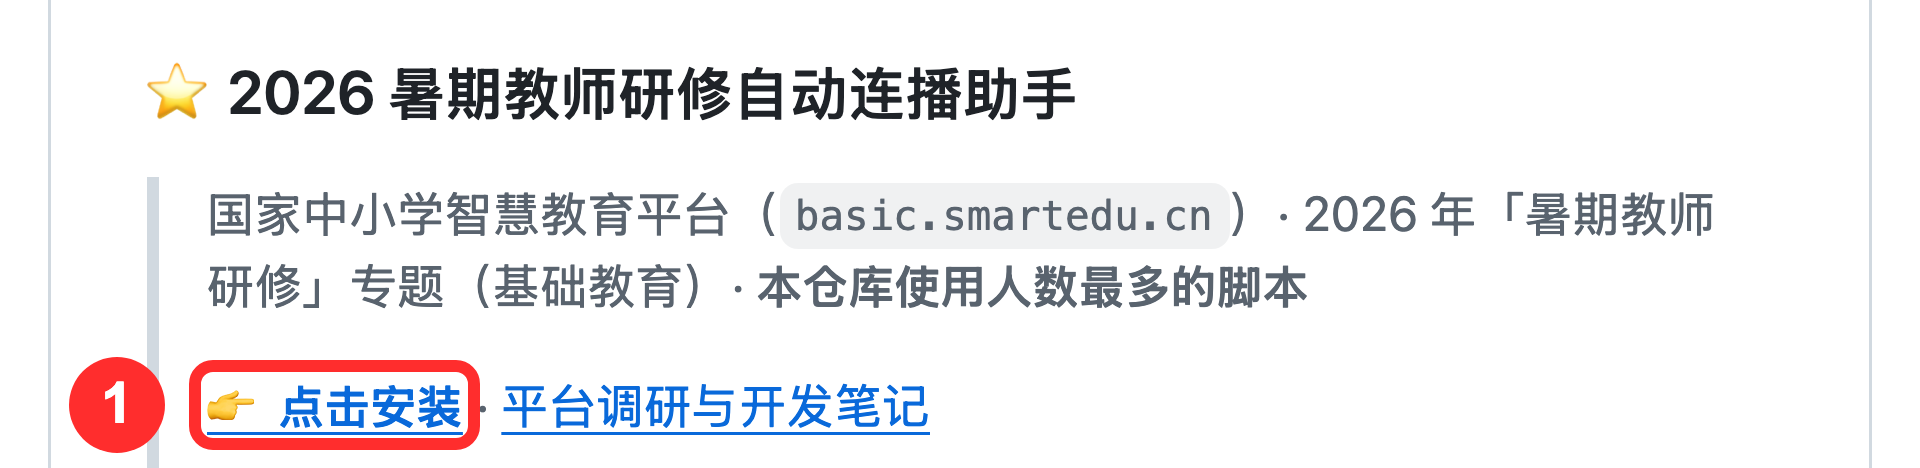 ⭐ 2026 暑期教师研修自动连播助手
国家中小学智慧教育平台（basic.smartedu.cn）· 2026 年「暑期教师
研修」专题（基础教育）· 本仓库使用人数最多的脚本
1 👉 点击安装 · 平台调研与开发笔记